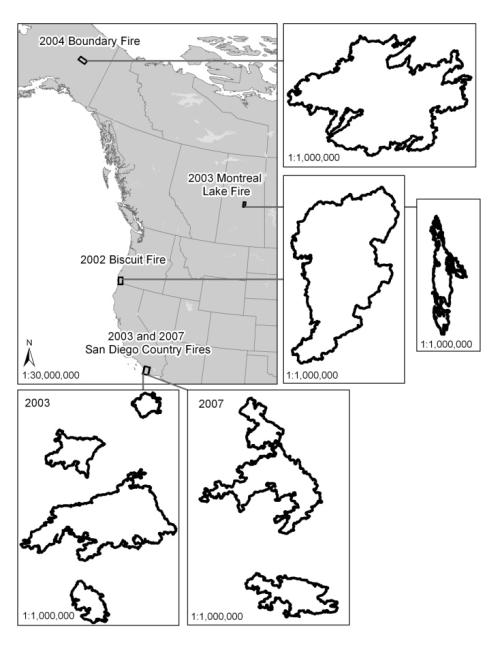 2004 Boundary Fire
1:1,000,000
2003 Montreal
Lake Fire
2002 Biscuit Fire
1:1,000,000
1:1,000,000
2003 and 2007
San Diego Country Fires
N
1:30,000,000
2003
1:1,000,000
2007
1:1,000,000